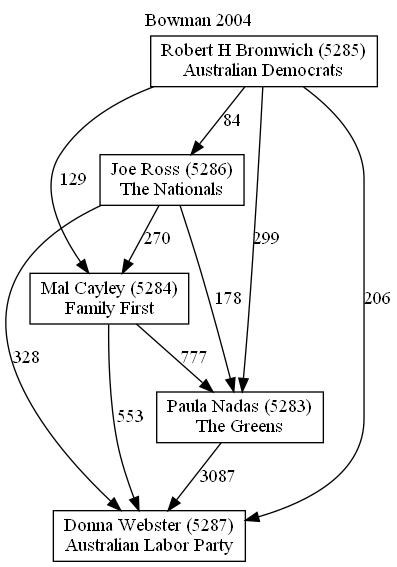 Bowman 2004
Robert H Bromwich (5285)
Australian Democrats
84
Joe Ross (5286)
The Nationals
129
270
299
Mal Cayley (5284)
Family First
178
206
328
777
Paula Nadas (5283)
The Greens
553
3087
Donna Webster (5287)
Australian Labor Party